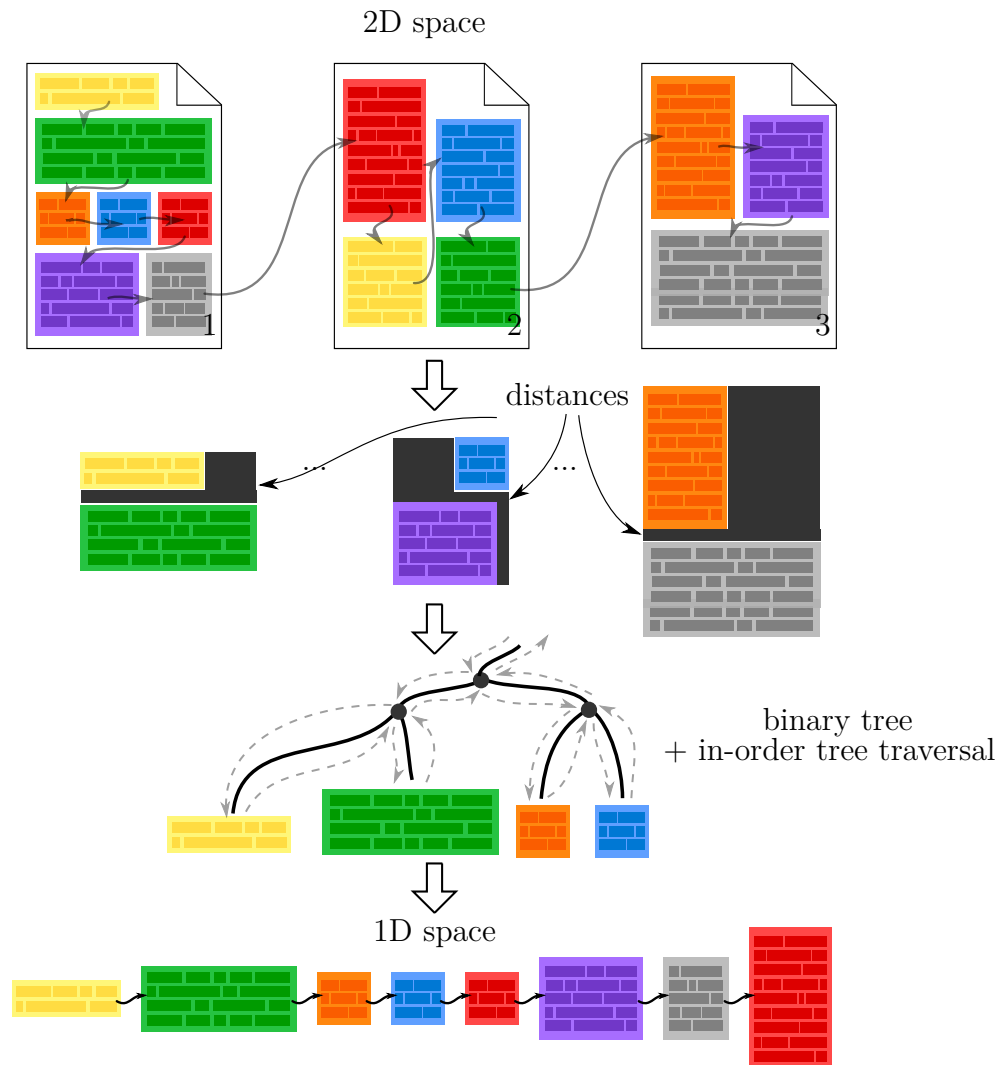 2D space
1
2
3
distances
...
...
binary tree
+ in-order tree traversal
1D space